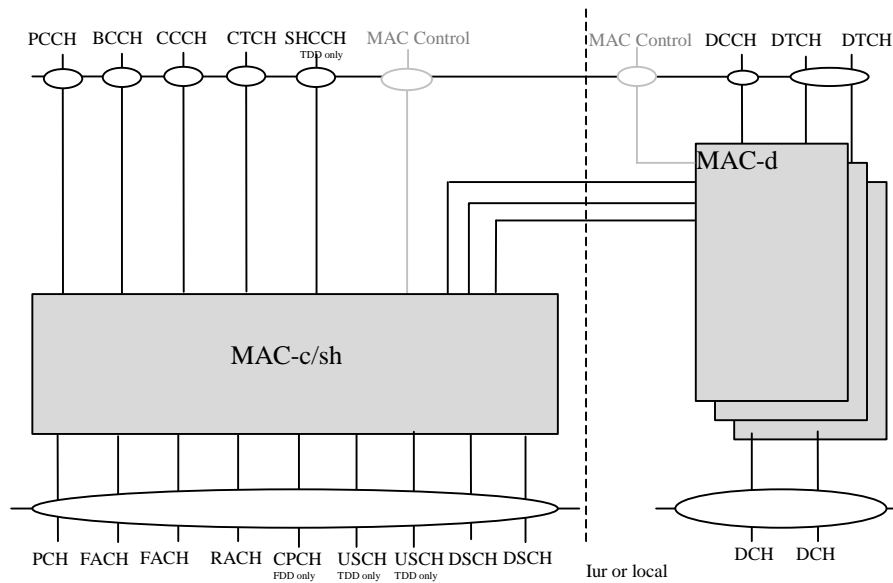 PCCH BCCH CCCH CTCH SHCCH MAC Control MAC Control DCCH DTCH DTCH
TDD only
MAC-d
MAC-c/sh
PCH FACH FACH RACH CPCH USCH USCH DSCH DSCH DCH DCH
FDD only TDD only TDD only
Iur or local